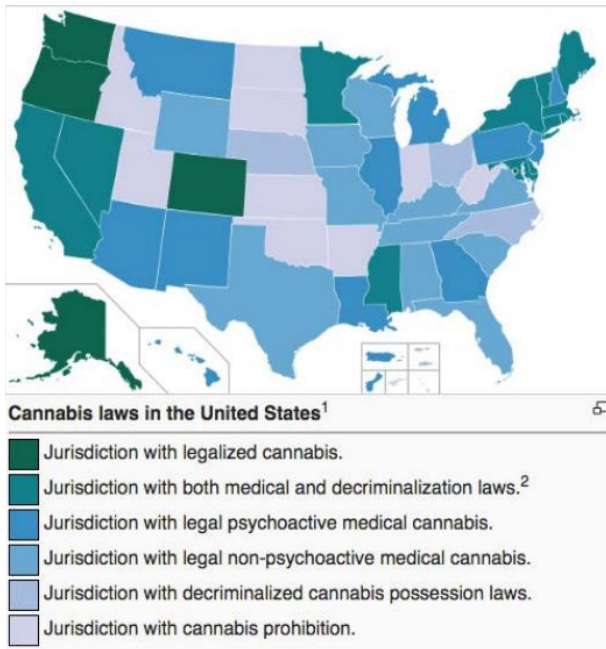 Cannabis laws in the United States1
Jurisdiction with legalized cannabis.
Jurisdiction with both medical and decriminalization laws.2
Jurisdiction with legal psychoactive medical cannabis.
Jurisdiction with legal non-psychoactive medical cannabis.
Jurisdiction with decriminalized cannabis possession laws.
Jurisdiction with cannabis prohibition.